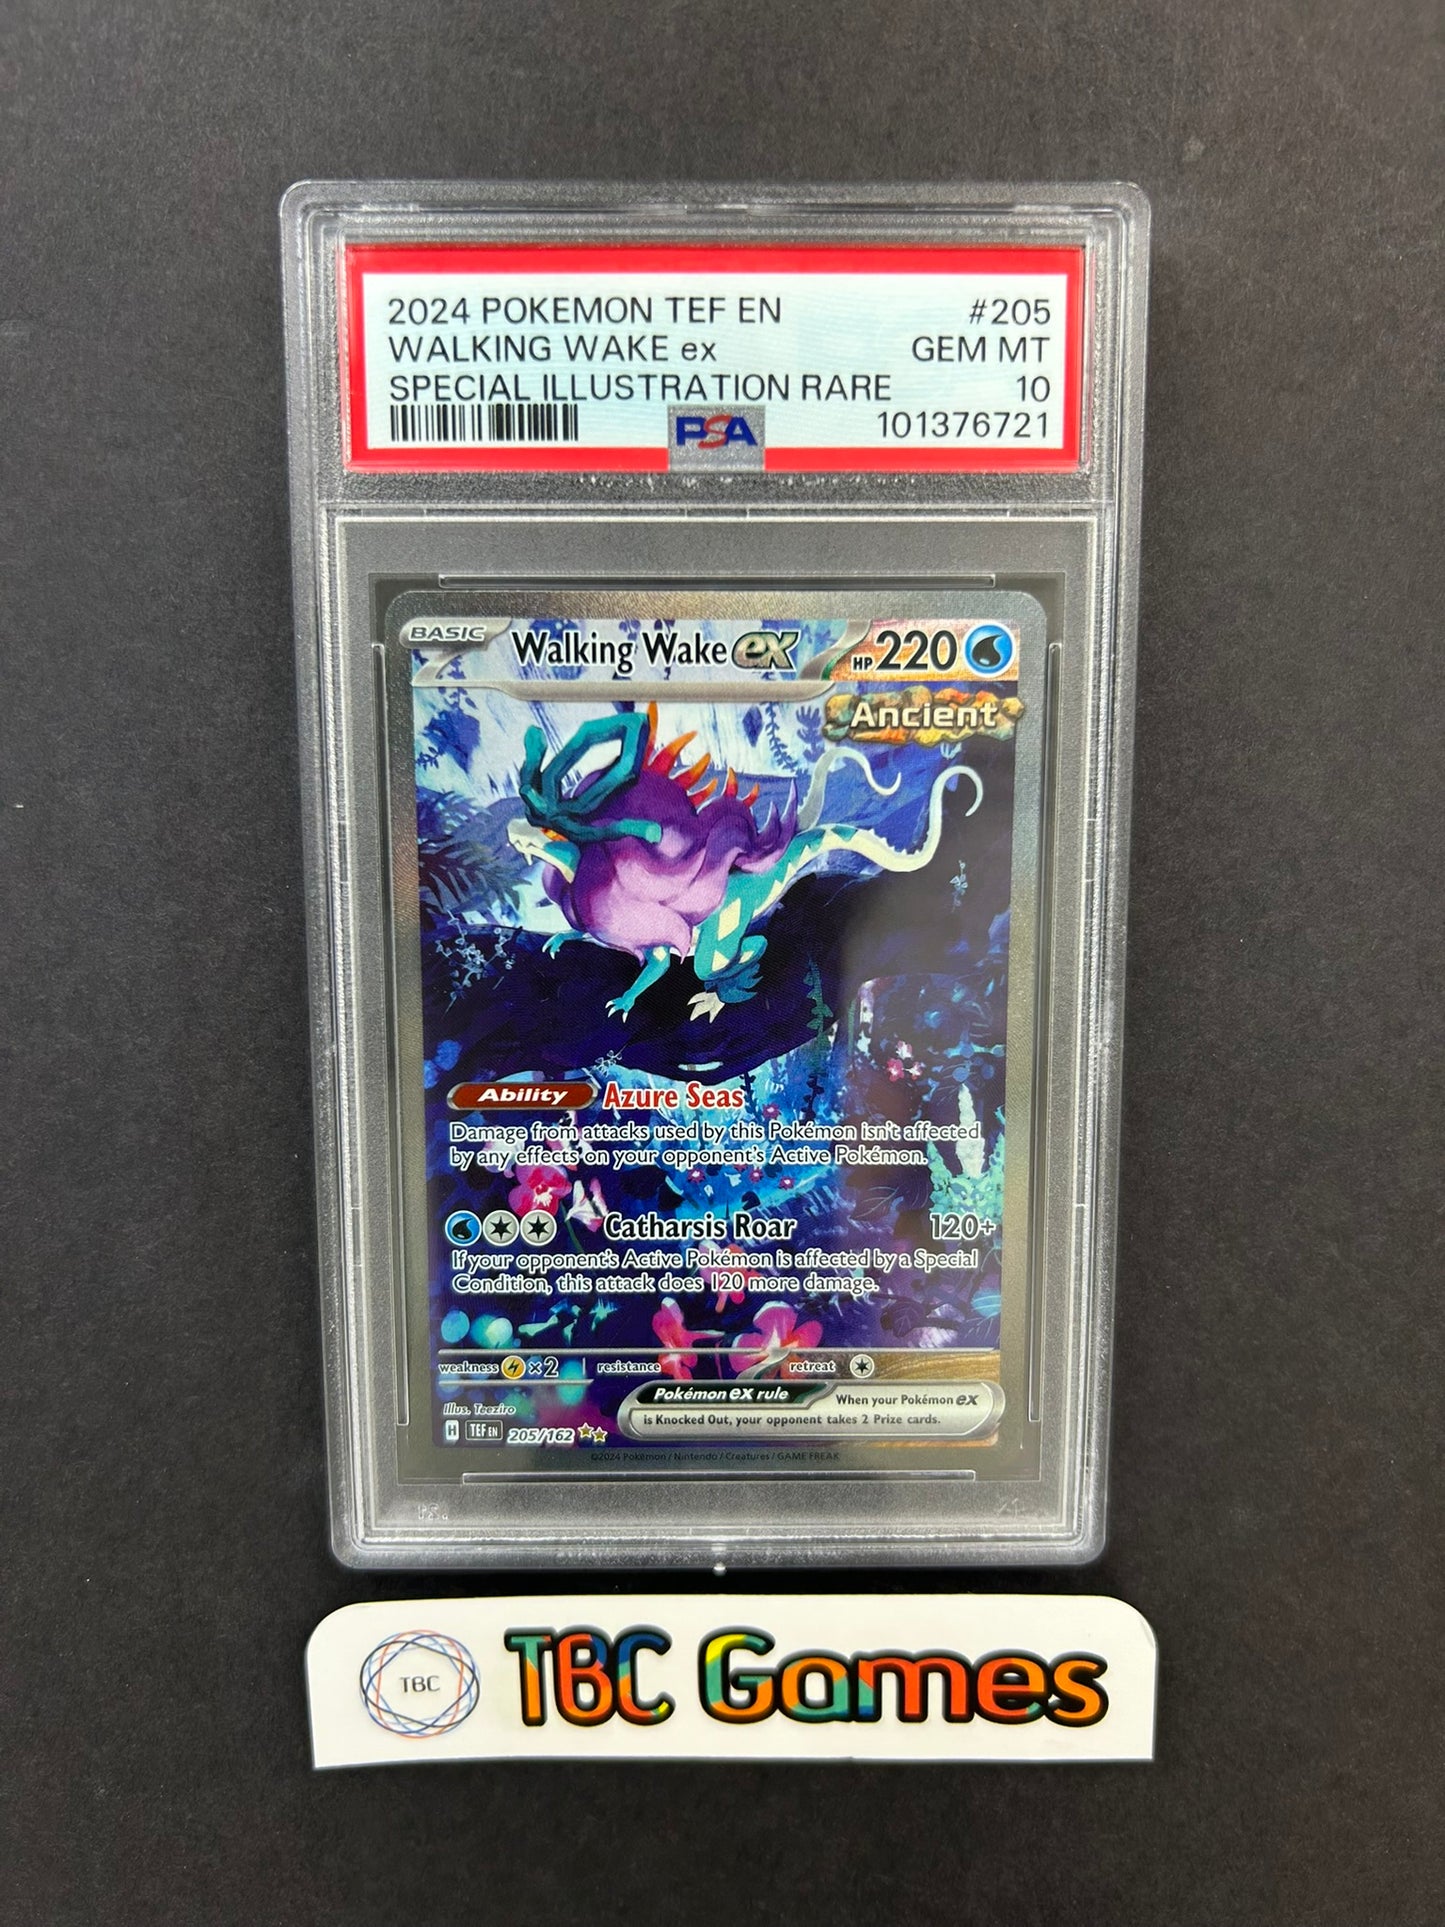 2024 POKEMON TEF EN #205
WALKING WAKE ex GEM MT
SPECIAL ILLUSTRATION RARE 10
PSA 101376721
BASIC Walking Wake ex HP 220
Ancient
Ability Azure Seas
Damage from attacks used by this Pokémon isn't affected
by any effects on your opponent's Active Pokémon.
Catharsis Roar 120+
If your opponent's Active Pokémon is affected by a Special
Condition, this attack does 120 more damage.
weakness ×2 resistance retreat
Pokémon ex rule When your Pokémon ex
is Knocked Out, your opponent takes 2 Prize cards.
Illus. Teeziro
H TEF EN 205/162
©2024 Pokémon / Nintendo / Creatures / GAME FREAK
TBC TBC Games